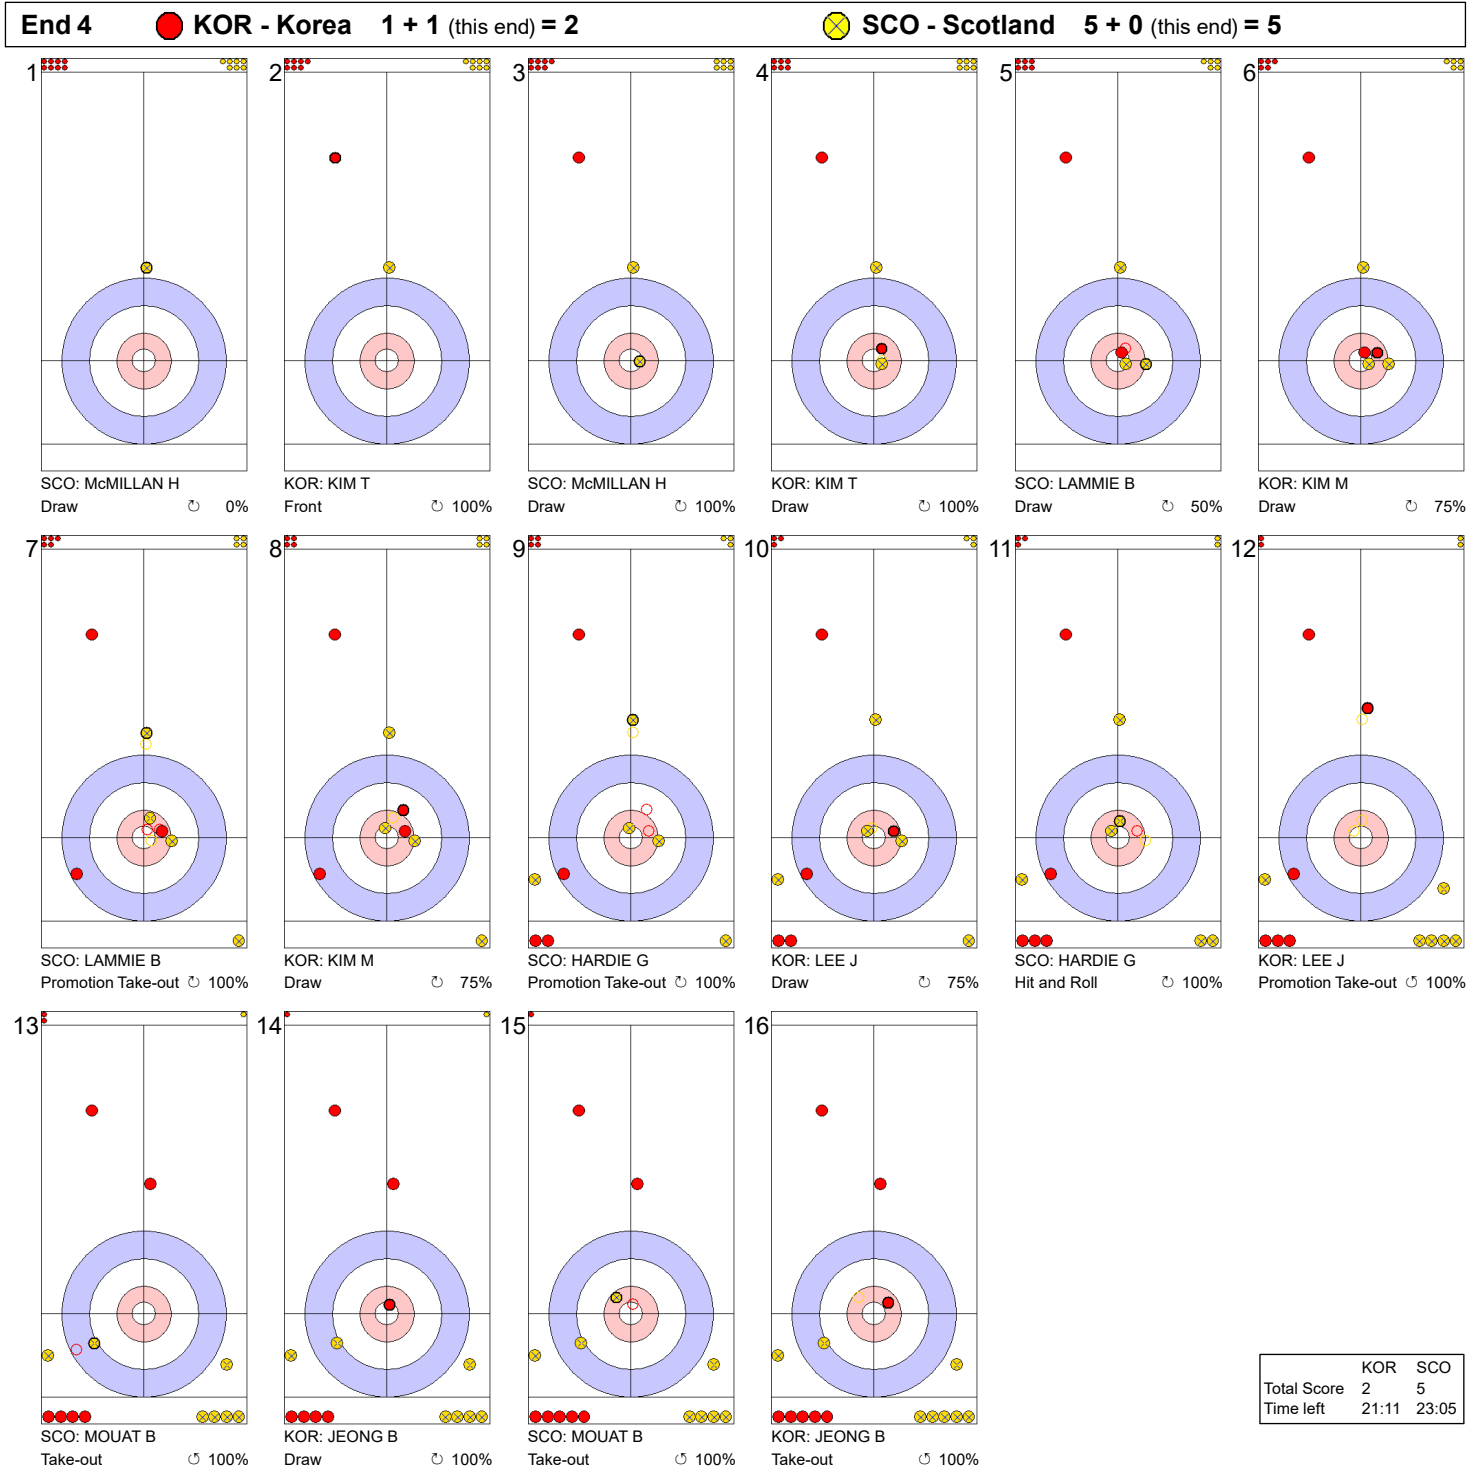 End 4 KOR - Korea 1 + 1 (this end) = 2 SCO - Scotland 5 + 0 (this end) = 5
1 2 3 4 5 6
SCO: McMILLAN H KOR: KIM T SCO: McMILLAN H KOR: KIM T SCO: LAMMIE B KOR: KIM M
Draw ↻ 0% Front ↻ 100% Draw ↻ 100% Draw ↻ 100% Draw ↻ 50% Draw ↻ 75%
7 8 9 10 11 12
SCO: LAMMIE B KOR: KIM M SCO: HARDIE G KOR: LEE J SCO: HARDIE G KOR: LEE J
Promotion Take-out ↻ 100% Draw ↻ 75% Promotion Take-out ↻ 100% Draw ↻ 75% Hit and Roll ↻ 100% Promotion Take-out ↺ 100%
13 14 15 16
SCO: MOUAT B KOR: JEONG B SCO: MOUAT B KOR: JEONG B
Take-out ↺ 100% Draw ↺ 100% Take-out ↺ 100% Take-out ↺ 100%
KOR SCO
Total Score 2 5
Time left 21:11 23:05